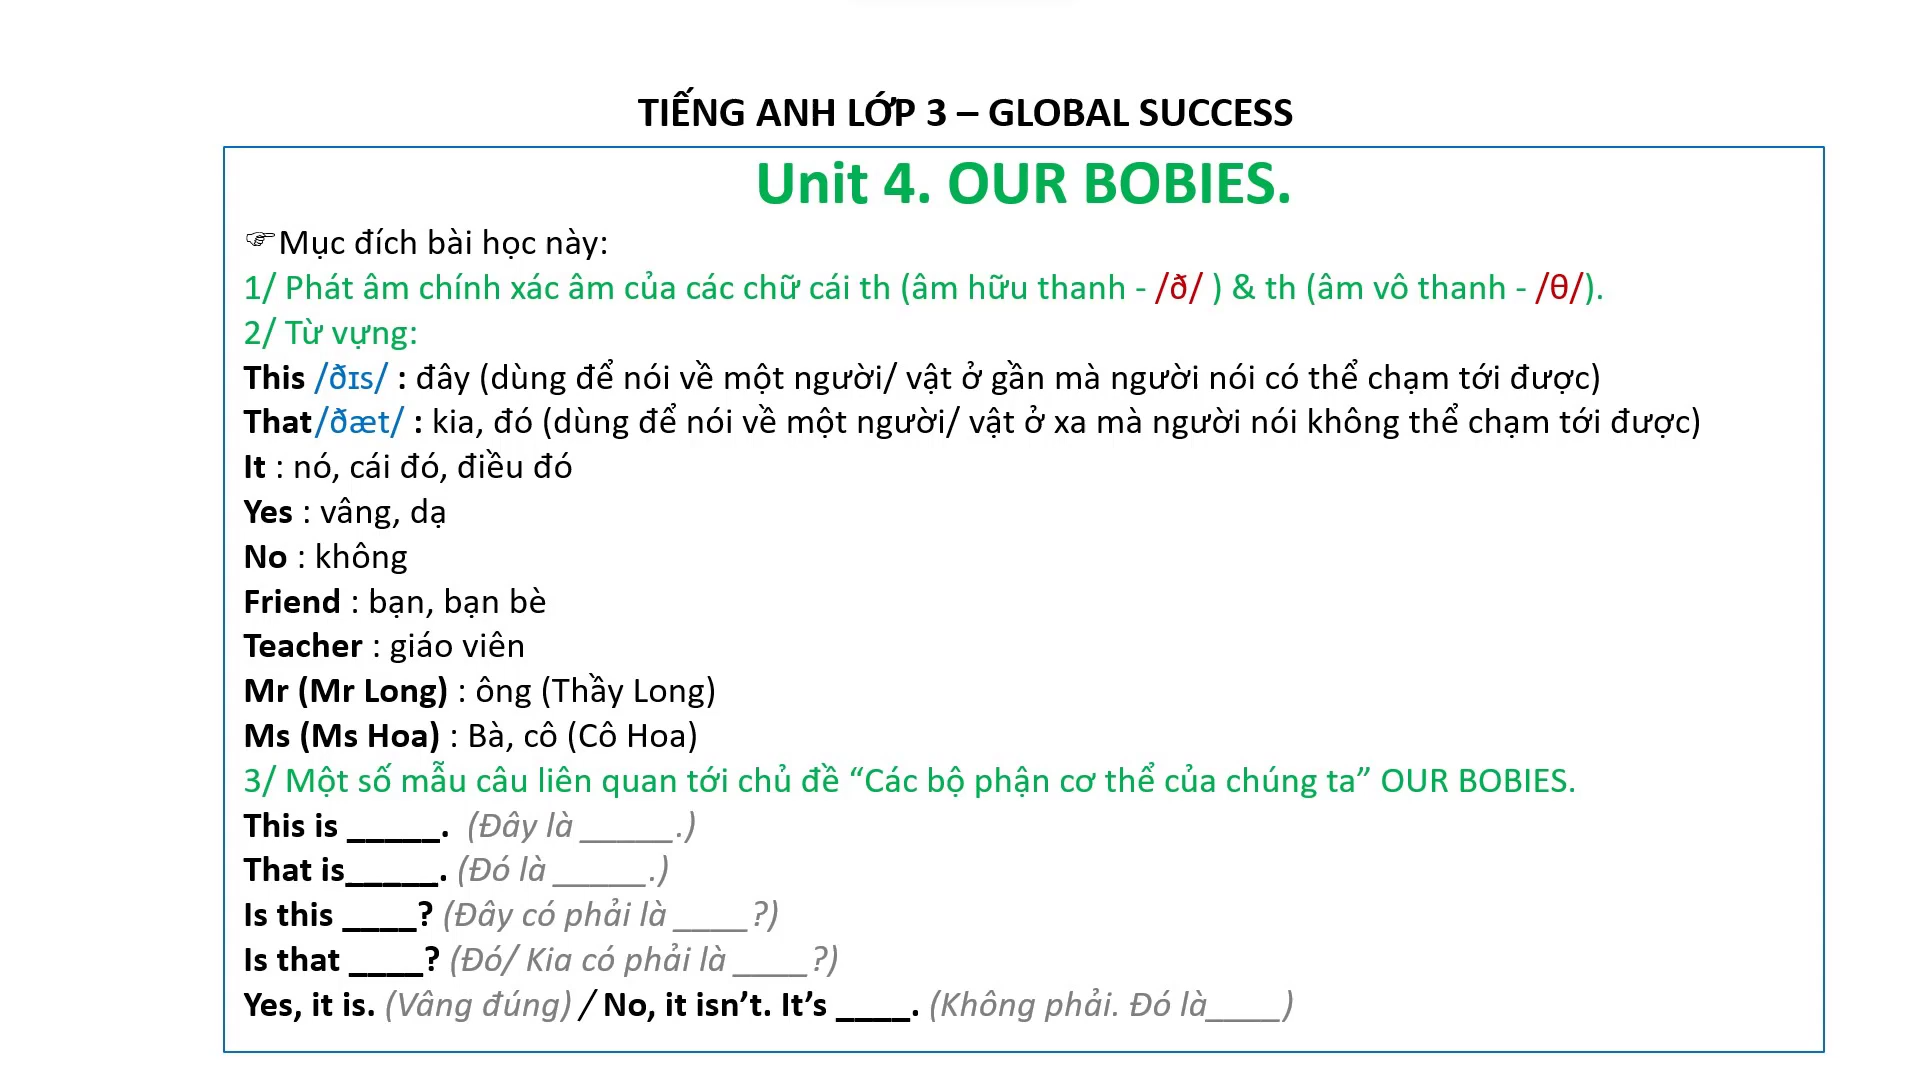 TIẾNG ANH LỚP 3 – GLOBAL SUCCESS
Unit 4. OUR BOBIES.
☞Mục đích bài học này:
1/ Phát âm chính xác âm của các chữ cái th (âm hữu thanh - /ð/ ) & th (âm vô thanh - /θ/).
2/ Từ vựng:
This /ðɪs/ : đây (dùng để nói về một người/ vật ở gần mà người nói có thể chạm tới được)
That/ðæt/ : kia, đó (dùng để nói về một người/ vật ở xa mà người nói không thể chạm tới được)
It : nó, cái đó, điều đó
Yes : vâng, dạ
No : không
Friend : bạn, bạn bè
Teacher : giáo viên
Mr (Mr Long) : ông (Thầy Long)
Ms (Ms Hoa) : Bà, cô (Cô Hoa)
3/ Một số mẫu câu liên quan tới chủ đề “Các bộ phận cơ thể của chúng ta” OUR BOBIES.
This is _____. (Đây là _____.)
That is_____. (Đó là _____.)
Is this ____? (Đây có phải là ____?)
Is that ____? (Đó/ Kia có phải là ____?)
Yes, it is. (Vâng đúng) / No, it isn’t. It’s ____. (Không phải. Đó là____)